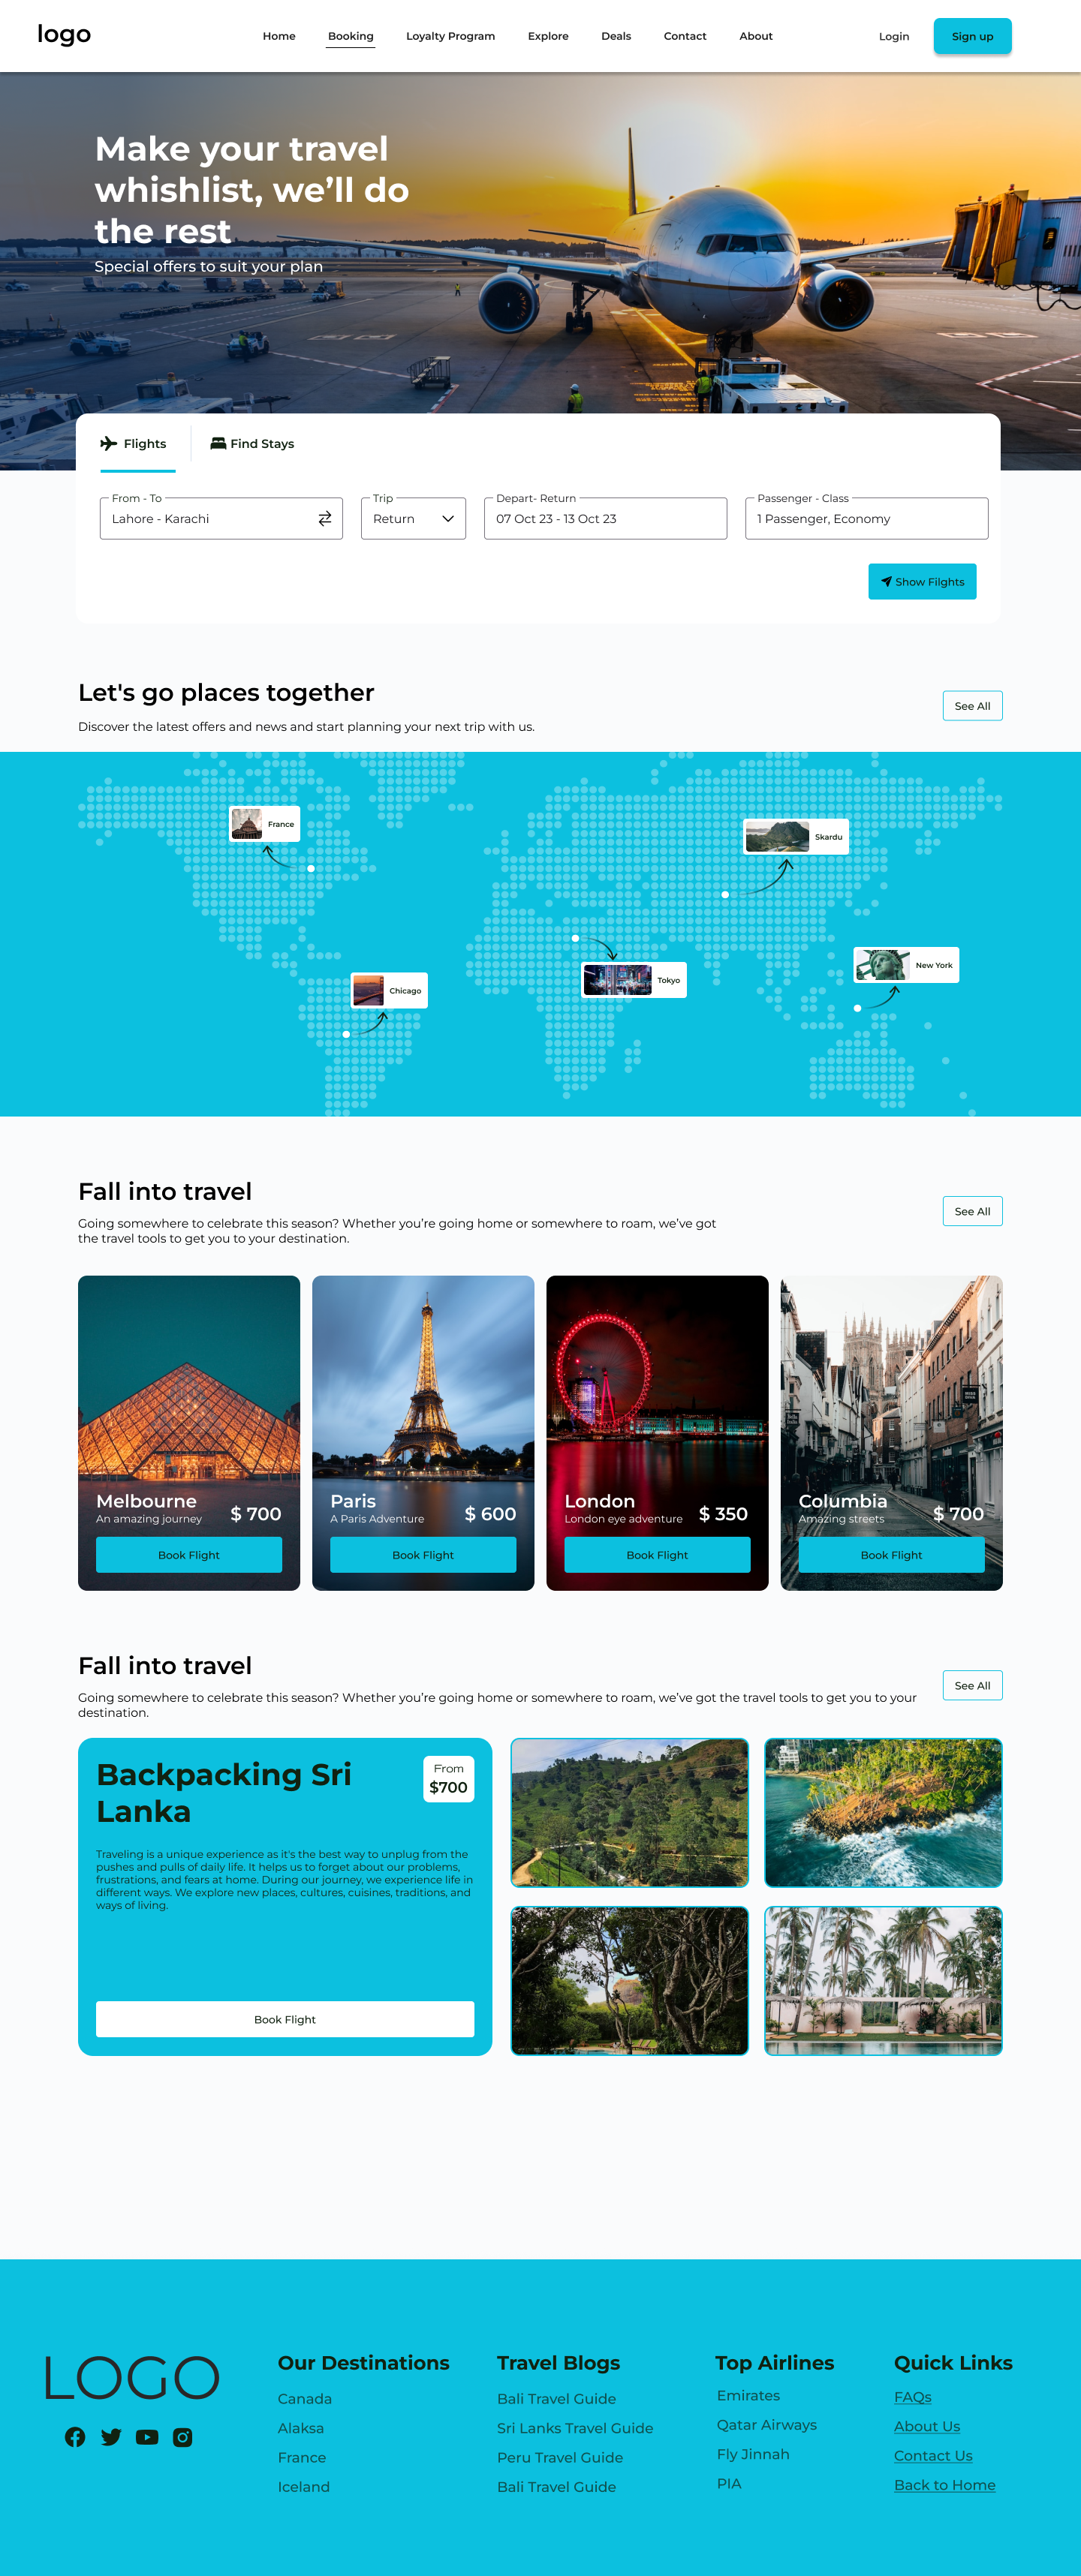 logo
Home
Booking
Loyalty Program
Explore
Deals
Contact
About
Login
Sign up
Make your travel
whishlist, we’ll do
the rest
Special offers to suit your plan
Flights
Find Stays
From - To
Lahore - Karachi
Trip
Return
Depart- Return
07 Oct 23 - 13 Oct 23
Passenger - Class
1 Passenger, Economy
Show Filghts
Let's go places together
Discover the latest offers and news and start planning your next trip with us.
See All
France
Skardu
Tokyo
New York
Chicago
Fall into travel
Going somewhere to celebrate this season? Whether you’re going home or somewhere to roam, we’ve got
the travel tools to get you to your destination.
See All
Melbourne
An amazing journey
$ 700
Book Flight
Paris
A Paris Adventure
$ 600
Book Flight
London
London eye adventure
$ 350
Book Flight
Columbia
Amazing streets
$ 700
Book Flight
Fall into travel
Going somewhere to celebrate this season? Whether you’re going home or somewhere to roam, we’ve got the travel tools to get you to your
destination.
See All
Backpacking Sri
Lanka
From
$700
Traveling is a unique experience as it's the best way to unplug from the
pushes and pulls of daily life. It helps us to forget about our problems,
frustrations, and fears at home. During our journey, we experience life in
different ways. We explore new places, cultures, cuisines, traditions, and
ways of living.
Book Flight
LOGO
Our Destinations
Canada
Alaksa
France
Iceland
Travel Blogs
Bali Travel Guide
Sri Lanks Travel Guide
Peru Travel Guide
Bali Travel Guide
Top Airlines
Emirates
Qatar Airways
Fly Jinnah
PIA
Quick Links
FAQs
About Us
Contact Us
Back to Home